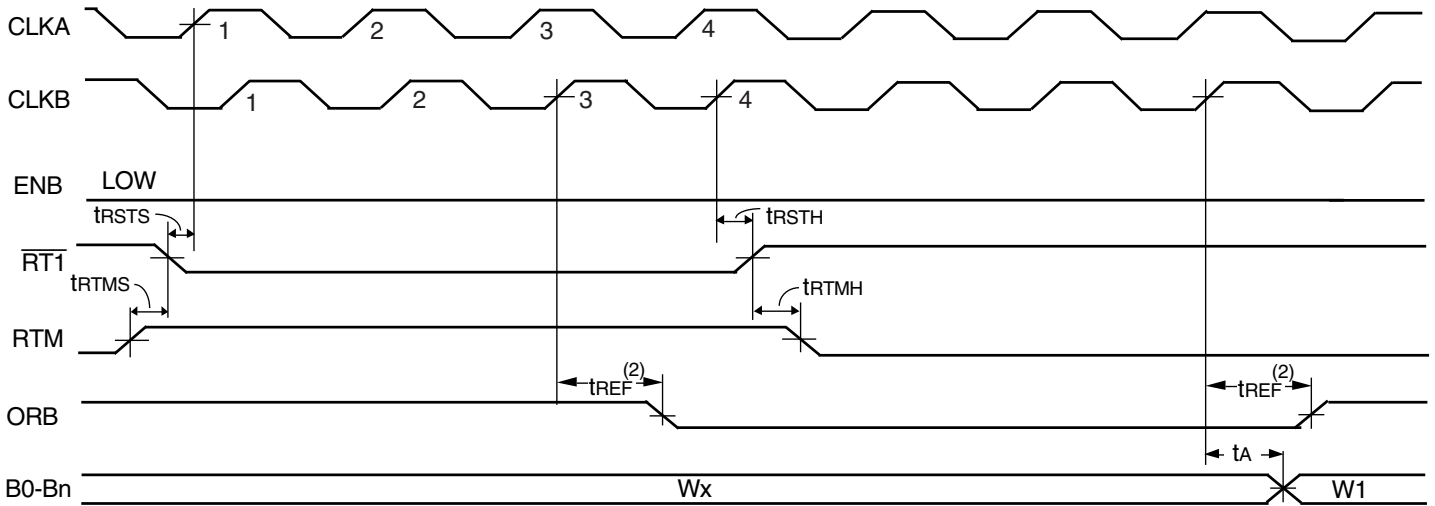 CLKA 1 2 3 4
CLKB 1 2 3 4
ENB LOW
tRSTS tRSTH
RT1
tRTMS tRTMH
RTM
tREF(2) tREF(2)
ORB
tA
B0-Bn Wx W1